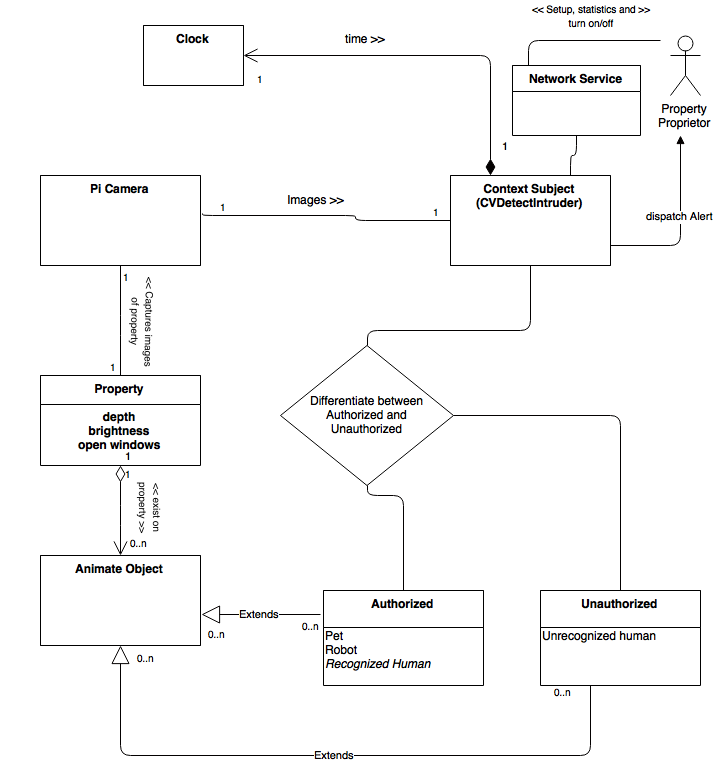 << Setup, statistics and >>
turn on/off
Clock
time >>
1
Network Service
Property
Proprietor
1
Pi Camera
Context Subject
(CVDetectIntruder)
Images >>
1
1
dispatch Alert
1
<< Captures images
of property
1
Property
depth
brightness
open windows
1
1
<< exist on
property >>
0..n
Differentiate between
Authorized and
Unauthorized
Animate Object
Extends
0..n
0..n
0..n
Authorized
Pet
Robot
Recognized Human
Unauthorized
Unrecognized human
0..n
Extends